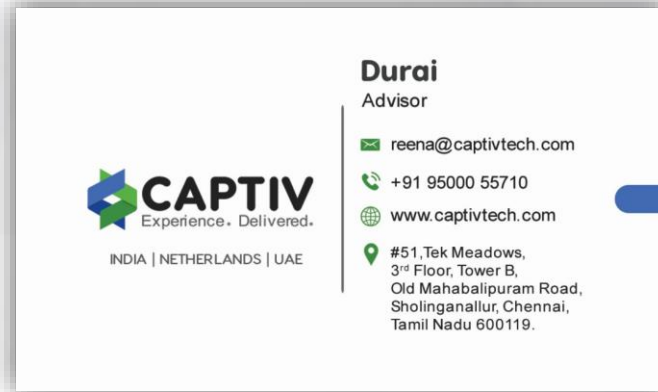 CAPTIV
Experience. Delivered.
INDIA | NETHERLANDS | UAE
Durai
Advisor
reena@captivtech.com
+91 95000 55710
www.captivtech.com
#51,Tek Meadows,
3rd Floor, Tower B,
Old Mahabalipuram Road,
Sholinganallur, Chennai,
Tamil Nadu 600119.